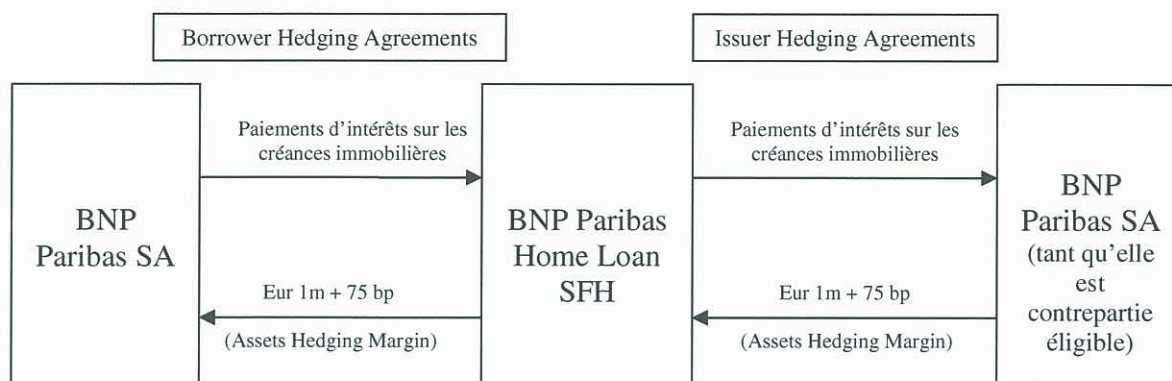 Borrower Hedging Agreements
Issuer Hedging Agreements
BNP
Paribas SA
Paiements d'intérêts sur les
créances immobilières
Eur 1m + 75 bp
(Assets Hedging Margin)
BNP Paribas
Home Loan
SFH
Paiements d'intérêts sur les
créances immobilières
Eur 1m + 75 bp
(Assets Hedging Margin)
BNP
Paribas SA
(tant qu'elle
est
contrepartie
éligible)